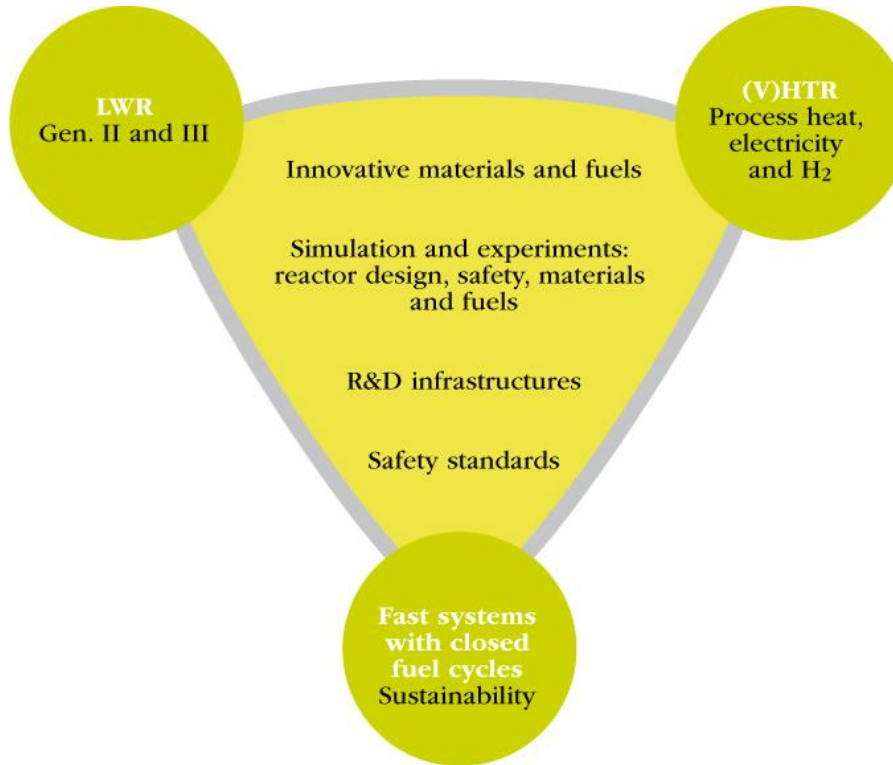 LWR
Gen. II and III
(V)HTR
Process heat,
electricity
and H₂
Innovative materials and fuels
Simulation and experiments:
reactor design, safety, materials
and fuels
R&D infrastructures
Safety standards
Fast systems
with closed
fuel cycles
Sustainability